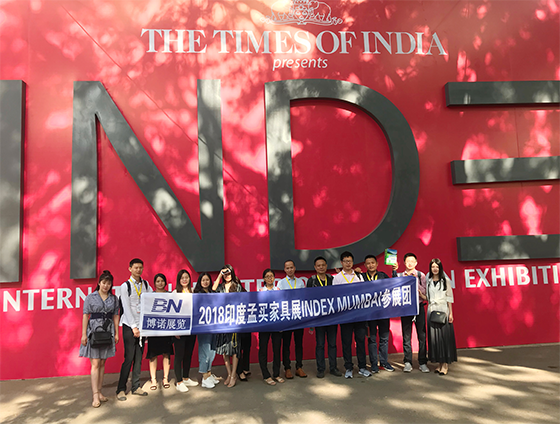 THE TIMES OF INDIA
presents
INDE
INTERN EXHIBITI
BN
博诺展览
2018印度孟买家具展INDEX MUMBAI参展团